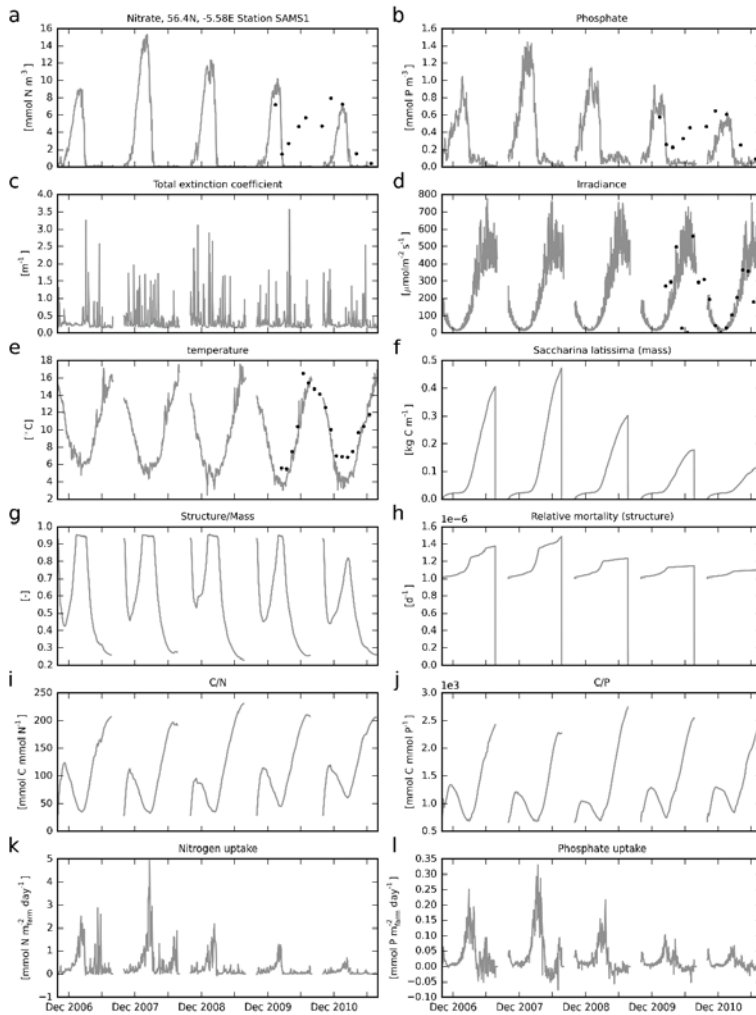 a
Nitrate, 56.4N, -5.58E Station SAMS1
[mmol N m⁻³]
16
14
12
10
8
6
4
2
0
b
Phosphate
[mmol P m⁻³]
1.6
1.4
1.2
1.0
0.8
0.6
0.4
0.2
0.0
c
Total extinction coefficient
[m⁻¹]
4.0
3.5
3.0
2.5
2.0
1.5
1.0
0.5
0.0
d
Irradiance
[μmolm⁻² s⁻¹]
800
700
600
500
400
300
200
100
0
e
temperature
[°C]
18
16
14
12
10
8
6
4
2
f
Saccharina latissima (mass)
[kg C m⁻¹]
0.5
0.4
0.3
0.2
0.1
0.0
g
Structure/Mass
[-]
1.0
0.9
0.8
0.7
0.6
0.5
0.4
0.3
0.2
h
Relative mortality (structure)
1e−6
[d⁻¹]
1.6
1.4
1.2
1.0
0.8
0.6
0.4
0.2
0.0
i
C/N
[mmol C mmol N⁻¹]
250
200
150
100
50
0
j
C/P
1e3
[mmol C mmol P⁻¹]
3.0
2.5
2.0
1.5
1.0
0.5
k
Nitrogen uptake
[mmol N m⁻²farm day⁻¹]
5
4
3
2
1
0
−1
Dec 2006
Dec 2007
Dec 2008
Dec 2009
Dec 2010
l
Phosphate uptake
[mmol P m⁻²farm day⁻¹]
0.35
0.30
0.25
0.20
0.15
0.10
0.05
0.00
−0.05
−0.10
Dec 2006
Dec 2007
Dec 2008
Dec 2009
Dec 2010